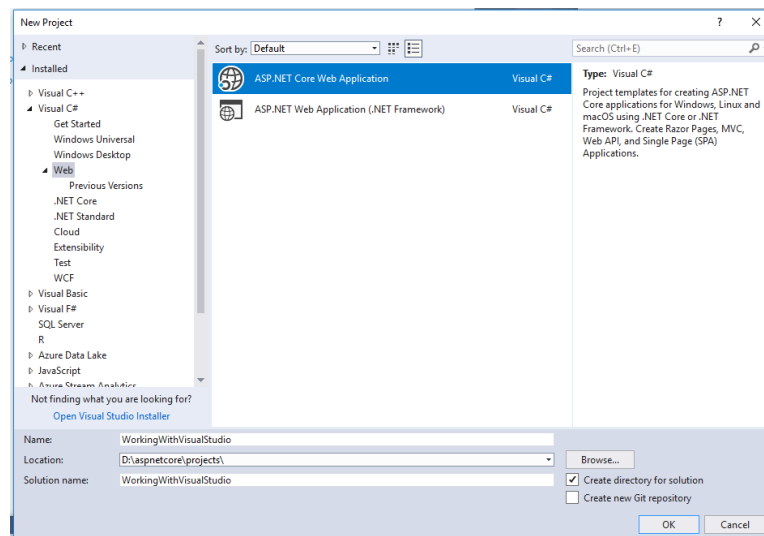 New Project ? ×
Recent
Installed
Visual C++
Visual C#
Get Started
Windows Universal
Windows Desktop
Web
Previous Versions
.NET Core
.NET Standard
Cloud
Extensibility
Test
WCF
Visual Basic
Visual F#
SQL Server
R
Azure Data Lake
JavaScript
Azure Stream Analytics
Not finding what you are looking for?
Open Visual Studio Installer
Sort by: Default
ASP.NET Core Web Application Visual C#
ASP.NET Web Application (.NET Framework) Visual C#
Search (Ctrl+E)
Type: Visual C#
Project templates for creating ASP.NET
Core applications for Windows, Linux and
macOS using .NET Core or .NET
Framework. Create Razor Pages, MVC,
Web API, and Single Page (SPA)
Applications.
Name: WorkingWithVisualStudio
Location: D:\aspnetcore\projects\ Browse...
Solution name: WorkingWithVisualStudio
Create directory for solution
Create new Git repository
OK Cancel